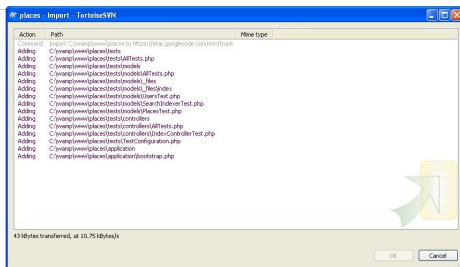 places - Import - TortoiseSVN
Action Path Mime type
Command Import C:\wamp\www\places to https://etai.googlecode.com/svn/trunk
Adding C:\wamp\www\places\tests
Adding C:\wamp\www\places\tests\AllTests.php
Adding C:\wamp\www\places\tests\models
Adding C:\wamp\www\places\tests\models\AllTests.php
Adding C:\wamp\www\places\tests\models\_files
Adding C:\wamp\www\places\tests\models\_files\index
Adding C:\wamp\www\places\tests\models\UsersTest.php
Adding C:\wamp\www\places\tests\models\SearchIndexerTest.php
Adding C:\wamp\www\places\tests\models\PlacesTest.php
Adding C:\wamp\www\places\tests\controllers
Adding C:\wamp\www\places\tests\controllers\AllTests.php
Adding C:\wamp\www\places\tests\controllers\IndexControllerTest.php
Adding C:\wamp\www\places\tests\TestConfiguration.php
Adding C:\wamp\www\places\application
Adding C:\wamp\www\places\application\bootstrap.php
43 kBytes transferred, at 10.75 kBytes/s
OK Cancel